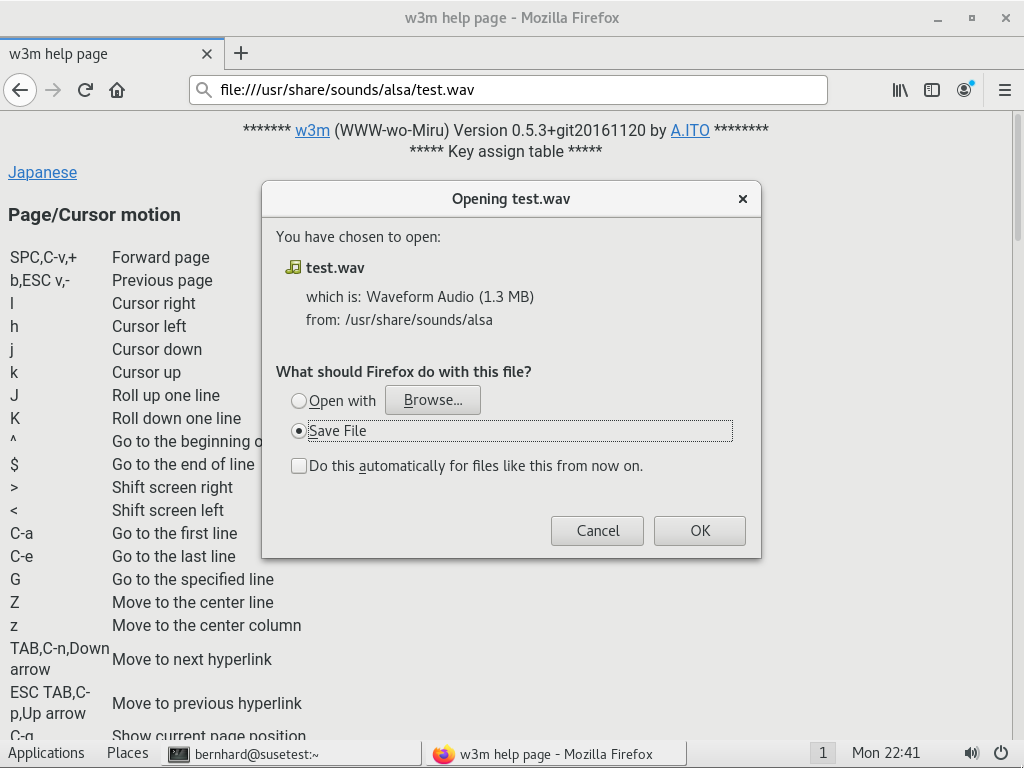 w3m help page - Mozilla Firefox
w3m help page
file:///usr/share/sounds/alsa/test.wav
******* w3m (WWW-wo-Miru) Version 0.5.3+git20161120 by A.ITO ********
***** Key assign table *****
Japanese
Page/Cursor motion
SPC,C-v,+ Forward page
b,ESC v,- Previous page
l Cursor right
h Cursor left
j Cursor down
k Cursor up
J Roll up one line
K Roll down one line
^ Go to the beginning o
$ Go to the end of line
> Shift screen right
< Shift screen left
C-a Go to the first line
C-e Go to the last line
G Go to the specified line
Z Move to the center line
z Move to the center column
TAB,C-n,Down arrow Move to next hyperlink
ESC TAB,C-p,Up arrow Move to previous hyperlink
C-g Show current page position
Opening test.wav
You have chosen to open:
test.wav
which is: Waveform Audio (1.3 MB)
from: /usr/share/sounds/alsa
What should Firefox do with this file?
Open with Browse...
Save File
Do this automatically for files like this from now on.
Cancel OK
Applications Places bernhard@susetest:~ w3m help page - Mozilla Firefox 1 Mon 22:41